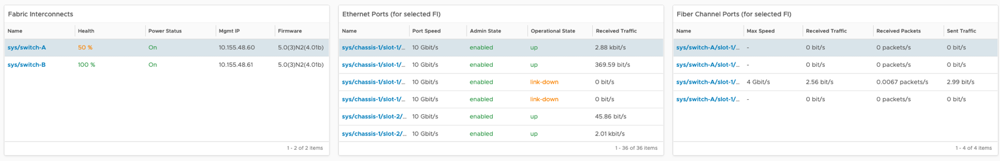 Fabric Interconnects
Name Health Power Status Mgmt IP Firmware
sys/switch-A 50 % On 10.155.48.60 5.0(3)N2(4.01b)
sys/switch-B 100 % On 10.155.48.61 5.0(3)N2(4.01b)
1 - 2 of 2 items
Ethernet Ports (for selected FI)
Name Port Speed Admin State Operational State Received Traffic
sys/chassis-1/slot-1/... 10 Gbit/s enabled up 2.88 kbit/s
sys/chassis-1/slot-1/... 10 Gbit/s enabled up 369.59 bit/s
sys/chassis-1/slot-1/... 10 Gbit/s enabled link-down 0 bit/s
sys/chassis-1/slot-1/... 10 Gbit/s enabled link-down 0 bit/s
sys/chassis-1/slot-2/... 10 Gbit/s enabled up 45.86 bit/s
sys/chassis-1/slot-2/... 10 Gbit/s enabled up 2.01 kbit/s
1 - 36 of 36 items
Fiber Channel Ports (for selected FI)
Name Max Speed Received Traffic Received Packets Sent Traffic
sys/switch-A/slot-1/... - 0 bit/s 0 packets/s 0 bit/s
sys/switch-A/slot-1/... - 0 bit/s 0 packets/s 0 bit/s
sys/switch-A/slot-1/... 4 Gbit/s 2.56 bit/s 0.0067 packets/s 2.99 bit/s
sys/switch-A/slot-1/... - 0 bit/s 0 packets/s 0 bit/s
1 - 4 of 4 items